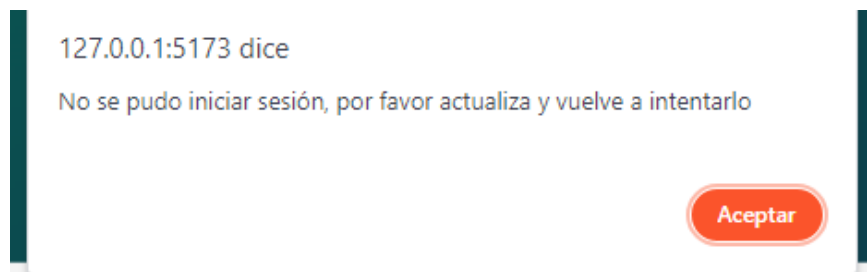 127.0.0.1:5173 dice
No se pudo iniciar sesión, por favor actualiza y vuelve a intentarlo
Aceptar